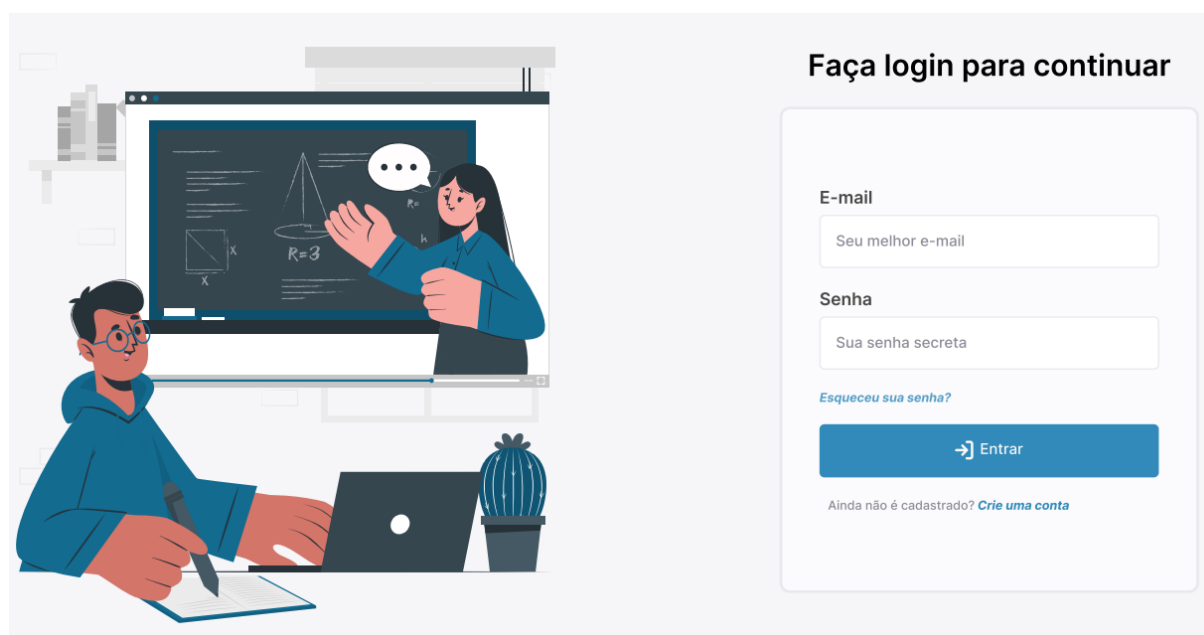 Faça login para continuar
E-mail
Seu melhor e-mail
Senha
Sua senha secreta
Esqueceu sua senha?
Entrar
Ainda não é cadastrado? Crie uma conta
R=
h
R=3
X
X